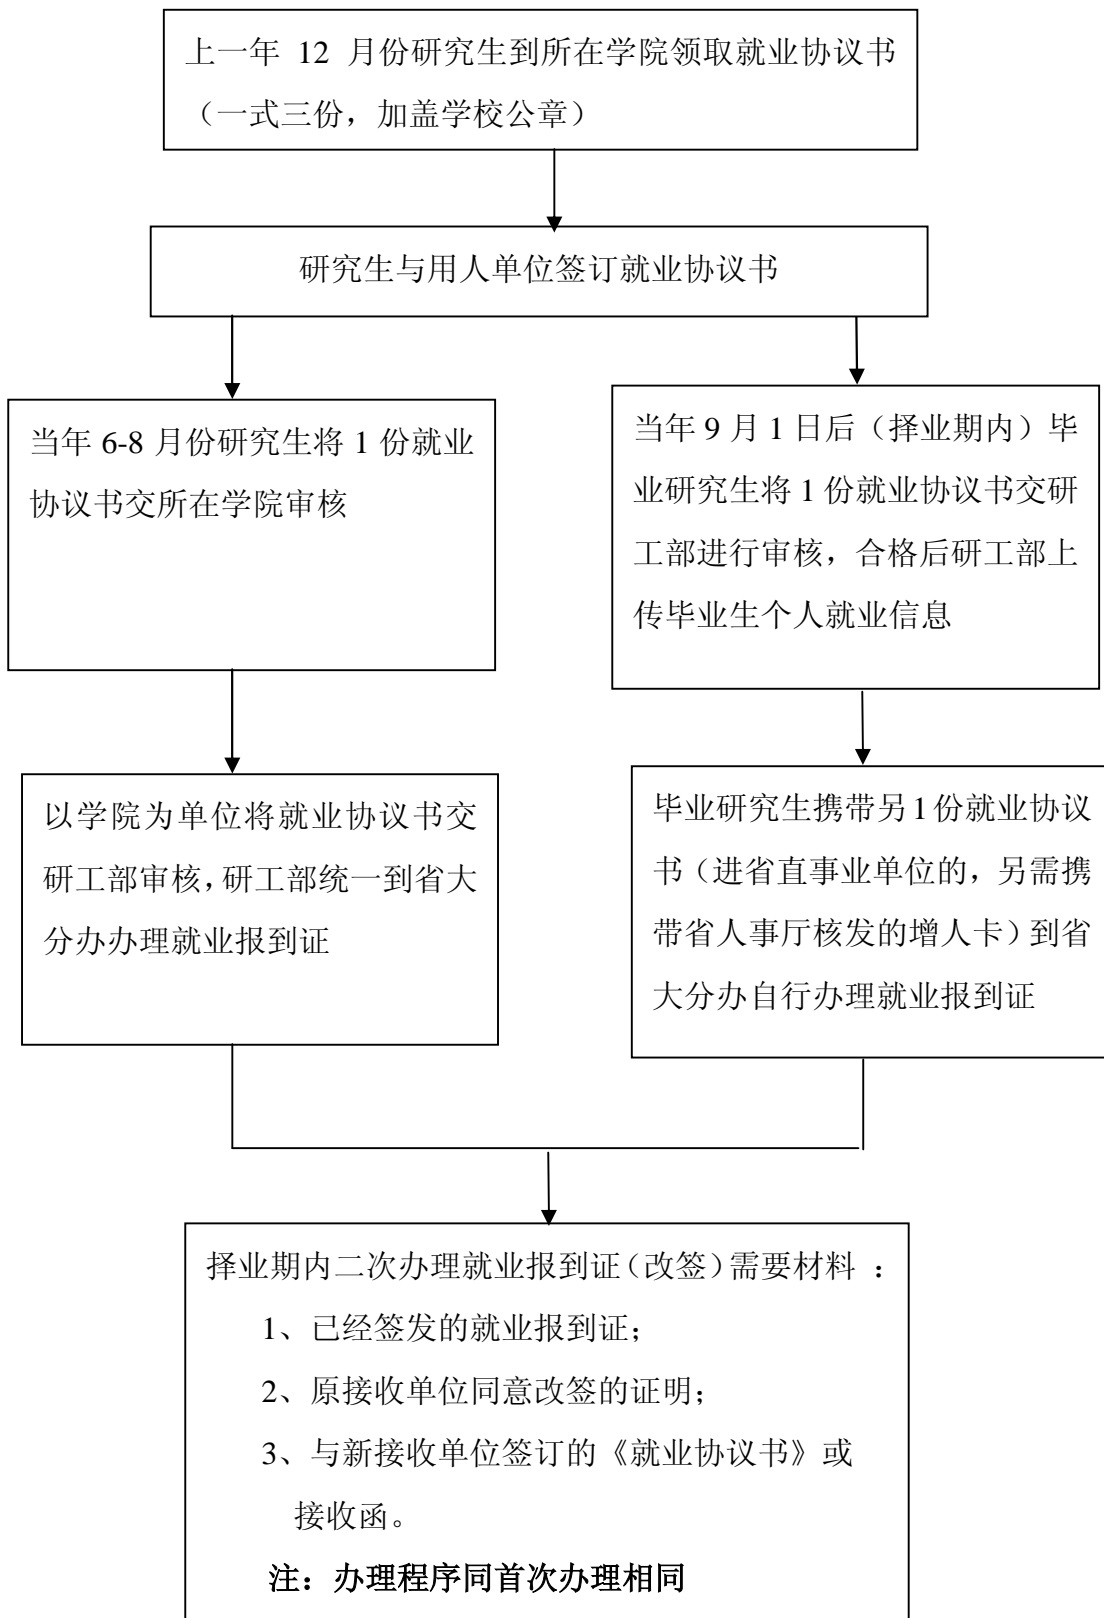 上一年 12 月份研究生到所在学院领取就业协议书
（一式三份，加盖学校公章）
研究生与用人单位签订就业协议书
当年 6-8 月份研究生将 1 份就业
协议书交所在学院审核
当年 9 月 1 日后（择业期内）毕
业研究生将 1 份就业协议书交研
工部进行审核，合格后研工部上
传毕业生个人就业信息
以学院为单位将就业协议书交
研工部审核，研工部统一到省大
分办办理就业报到证
毕业研究生携带另 1 份就业协议
书（进省直事业单位的，另需携
带省人事厅核发的增人卡）到省
大分办自行办理就业报到证
择业期内二次办理就业报到证（改签）需要材料 ：
1、已经签发的就业报到证；
2、原接收单位同意改签的证明；
3、与新接收单位签订的《就业协议书》或
接收函。
注：办理程序同首次办理相同